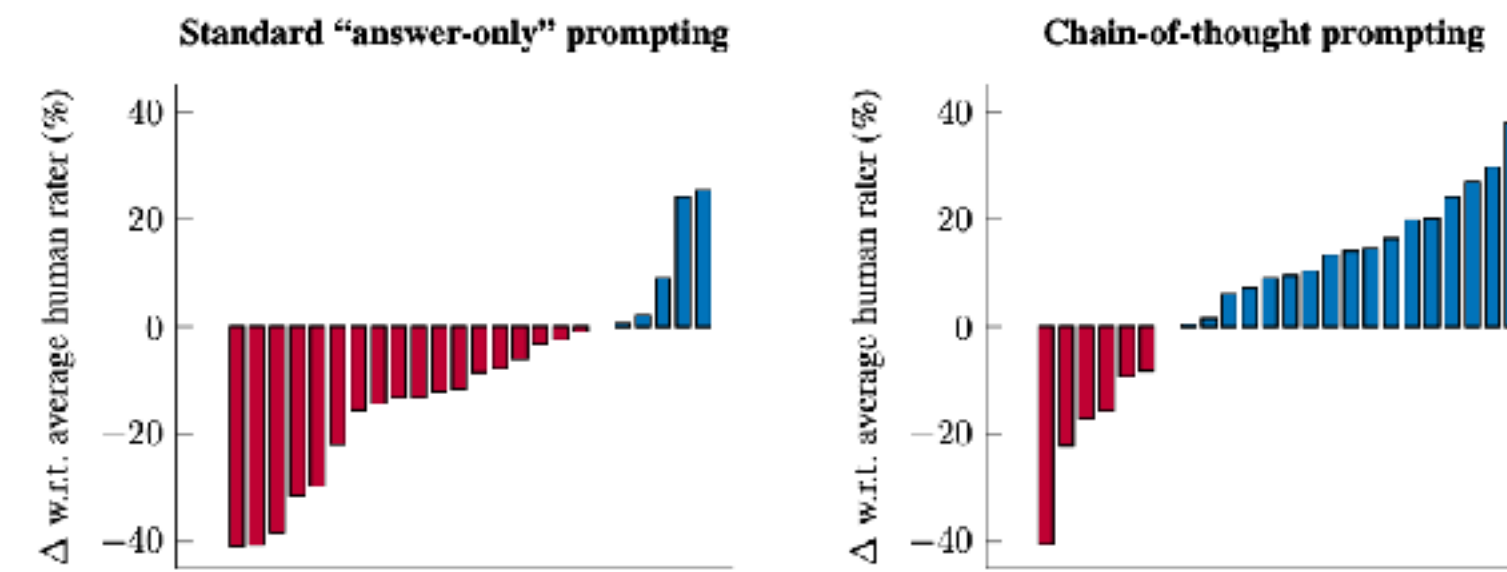 Standard “answer-only” prompting
Δ w.r.t. average human rater (%)
40
20
0
−20
−40
Chain-of-thought prompting
Δ w.r.t. average human rater (%)
40
20
0
−20
−40